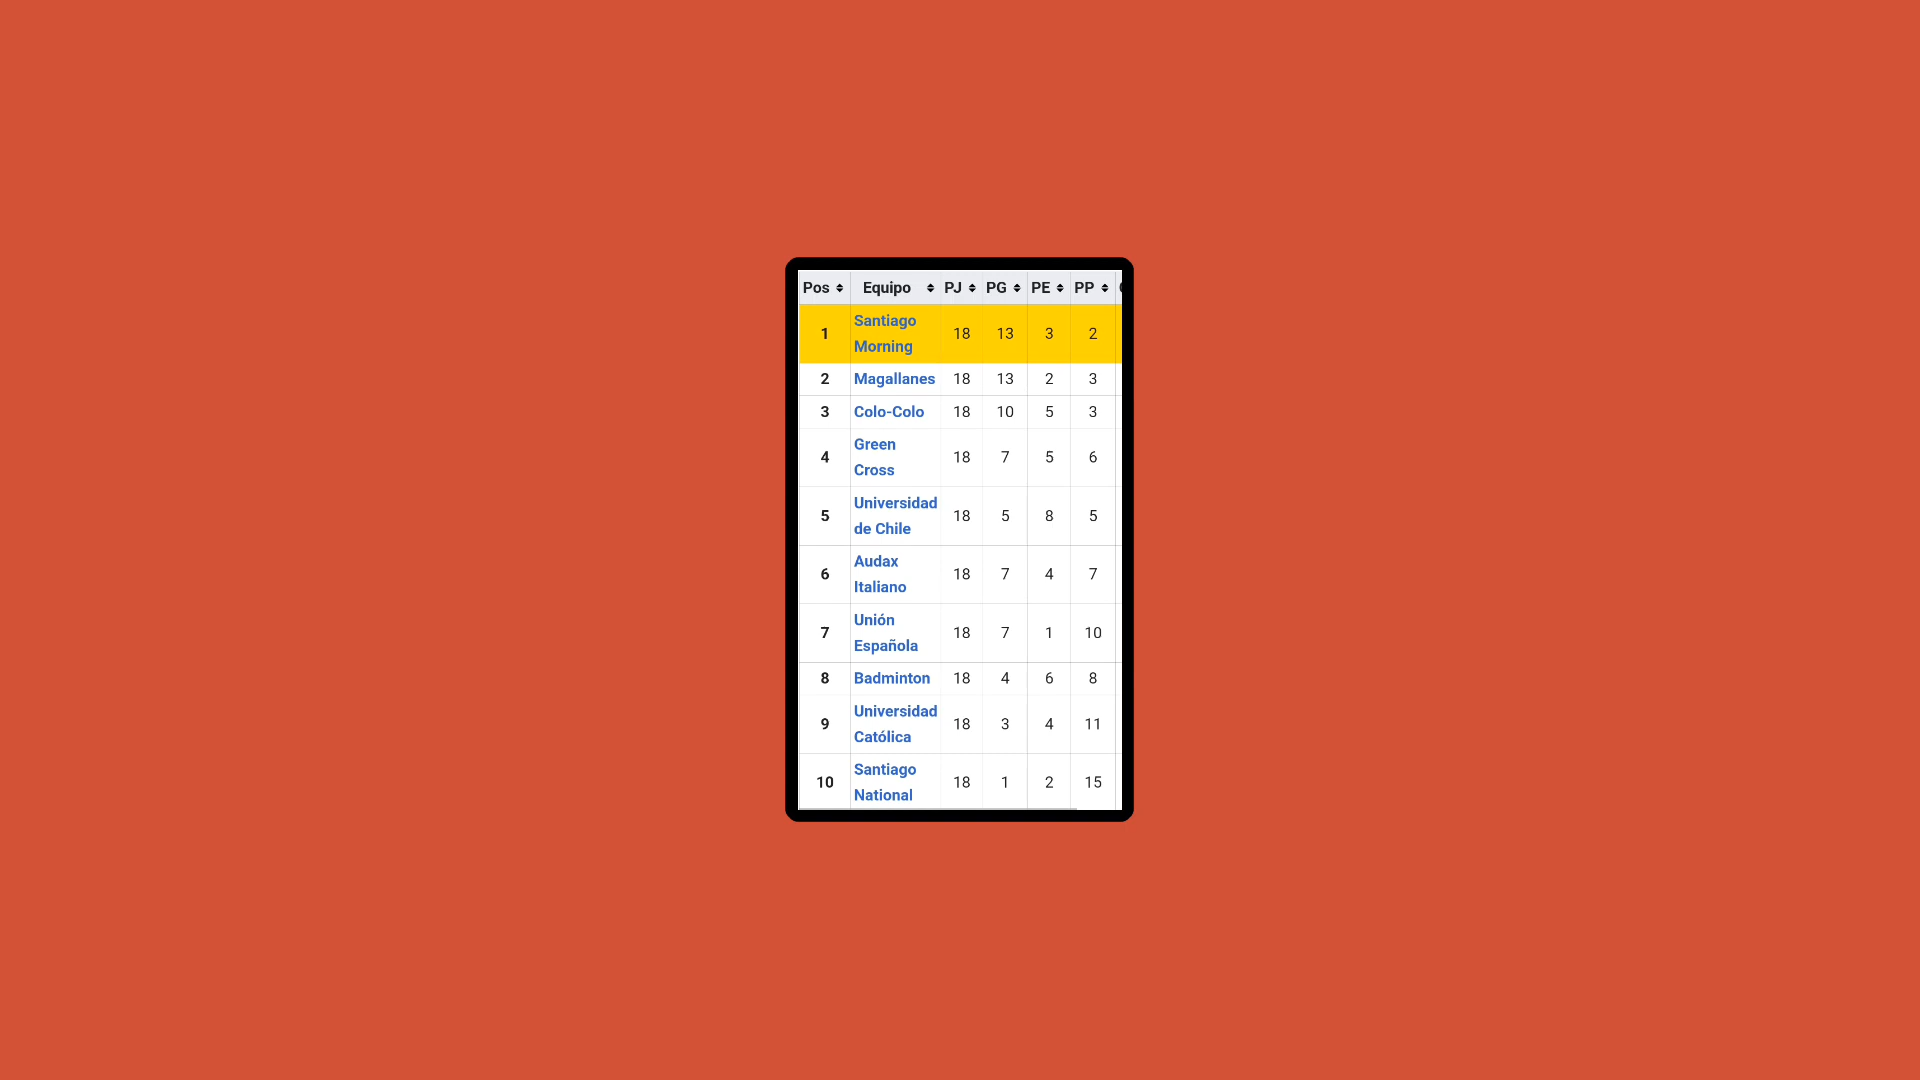 Pos Equipo PJ PG PE PP
1 Santiago Morning 18 13 3 2
2 Magallanes 18 13 2 3
3 Colo-Colo 18 10 5 3
4 Green Cross 18 7 5 6
5 Universidad de Chile 18 5 8 5
6 Audax Italiano 18 7 4 7
7 Unión Española 18 7 1 10
8 Badminton 18 4 6 8
9 Universidad Católica 18 3 4 11
10 Santiago National 18 1 2 15